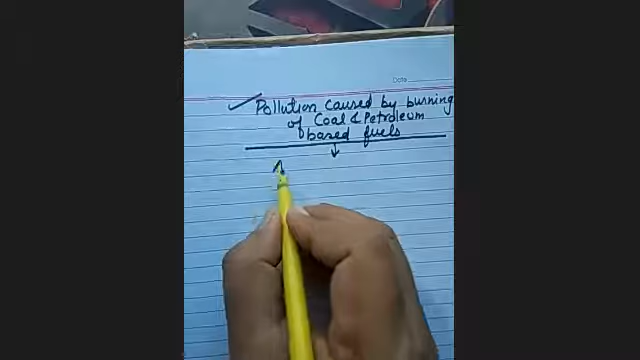 Date
Pollution caused by burning
of Coal & Petroleum
based fuels